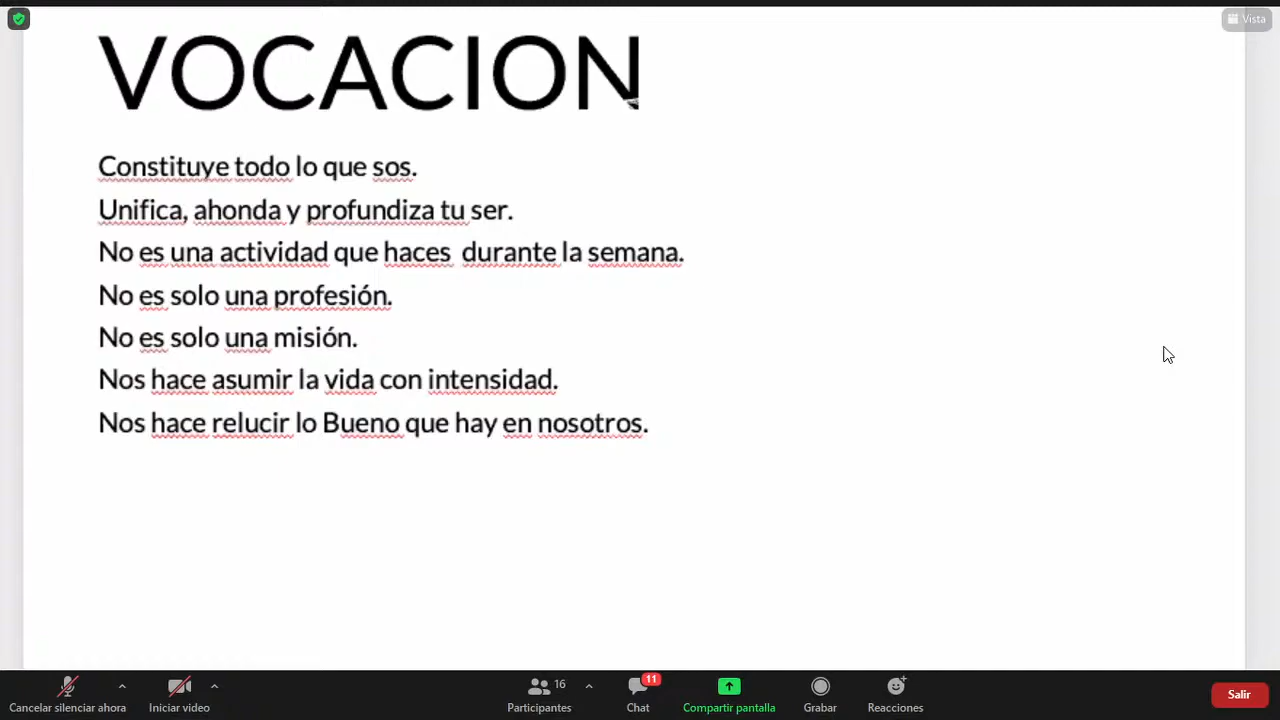 Vista
VOCACION
Constituye todo lo que sos.
Unifica, ahonda y profundiza tu ser.
No es una actividad que haces  durante la semana.
No es solo una profesión.
No es solo una misión.
Nos hace asumir la vida con intensidad.
Nos hace relucir lo Bueno que hay en nosotros.
16
11
Cancelar silenciar ahora
Iniciar video
Participantes
Chat
Compartir pantalla
Grabar
Reacciones
Salir